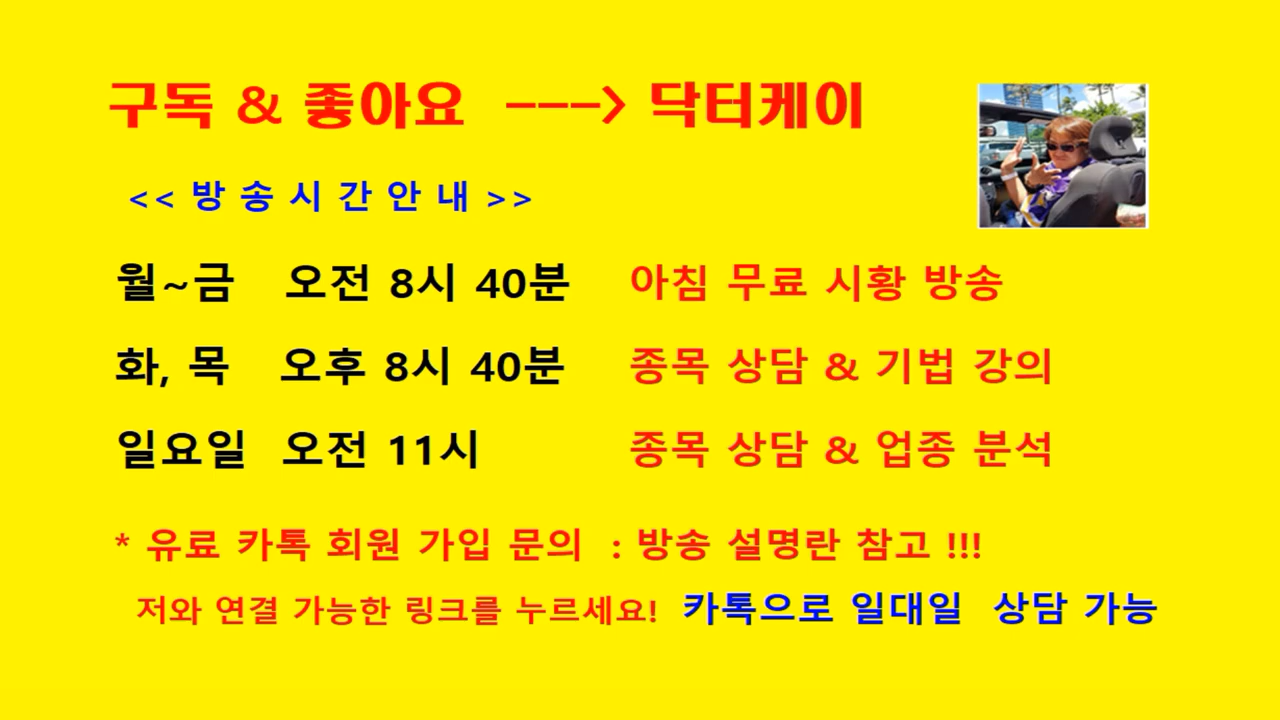 구독 & 좋아요 ---> 닥터케이
<< 방 송 시 간 안 내 >>
월~금 오전 8시 40분 아침 무료 시황 방송
화, 목 오후 8시 40분 종목 상담 & 기법 강의
일요일 오전 11시 종목 상담 & 업종 분석
* 유료 카톡 회원 가입 문의 : 방송 설명란 참고 !!!
저와 연결 가능한 링크를 누르세요! 카톡으로 일대일 상담 가능